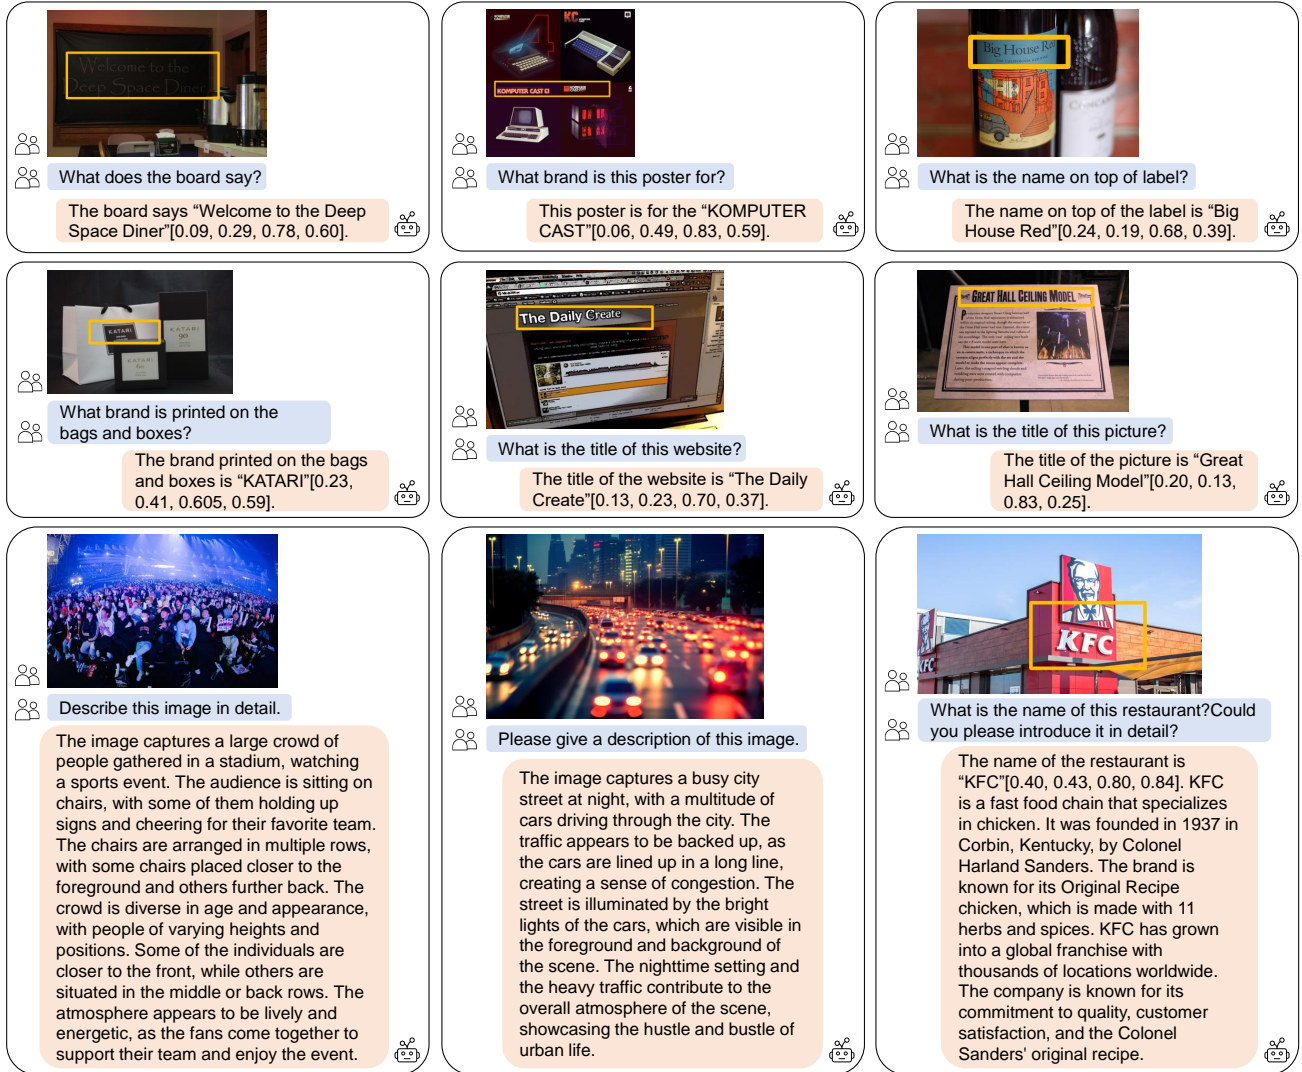 Welcome to the
Deep Space Diner
What does the board say?
The board says “Welcome to the Deep
Space Diner”[0.09, 0.29, 0.78, 0.60].
KC
KOMPUTER CAST
What brand is this poster for?
This poster is for the “KOMPUTER
CAST”[0.06, 0.49, 0.83, 0.59].
Big House Red
What is the name on top of label?
The name on top of the label is “Big
House Red”[0.24, 0.19, 0.68, 0.39].
KATARI
KATARI
90
60
What brand is printed on the
bags and boxes?
The brand printed on the bags
and boxes is “KATARI”[0.23,
0.41, 0.605, 0.59].
The Daily Create
What is the title of this website?
The title of the website is “The Daily
Create”[0.13, 0.23, 0.70, 0.37].
GREAT HALL CEILING MODEL
What is the title of this picture?
The title of the picture is “Great
Hall Ceiling Model”[0.20, 0.13,
0.83, 0.25].
Describe this image in detail.
The image captures a large crowd of
people gathered in a stadium, watching
a sports event. The audience is sitting on
chairs, with some of them holding up
signs and cheering for their favorite team.
The chairs are arranged in multiple rows,
with some chairs placed closer to the
foreground and others further back. The
crowd is diverse in age and appearance,
with people of varying heights and
positions. Some of the individuals are
closer to the front, while others are
situated in the middle or back rows. The
atmosphere appears to be lively and
energetic, as the fans come together to
support their team and enjoy the event.
Please give a description of this image.
The image captures a busy city
street at night, with a multitude of
cars driving through the city. The
traffic appears to be backed up, as
the cars are lined up in a long line,
creating a sense of congestion. The
street is illuminated by the bright
lights of the cars, which are visible in
the foreground and background of
the scene. The nighttime setting and
the heavy traffic contribute to the
overall atmosphere of the scene,
showcasing the hustle and bustle of
urban life.
KFC
KFC
What is the name of this restaurant?Could
you please introduce it in detail?
The name of the restaurant is
“KFC”[0.40, 0.43, 0.80, 0.84]. KFC
is a fast food chain that specializes
in chicken. It was founded in 1937 in
Corbin, Kentucky, by Colonel
Harland Sanders. The brand is
known for its Original Recipe
chicken, which is made with 11
herbs and spices. KFC has grown
into a global franchise with
thousands of locations worldwide.
The company is known for its
commitment to quality, customer
satisfaction, and the Colonel
Sanders' original recipe.